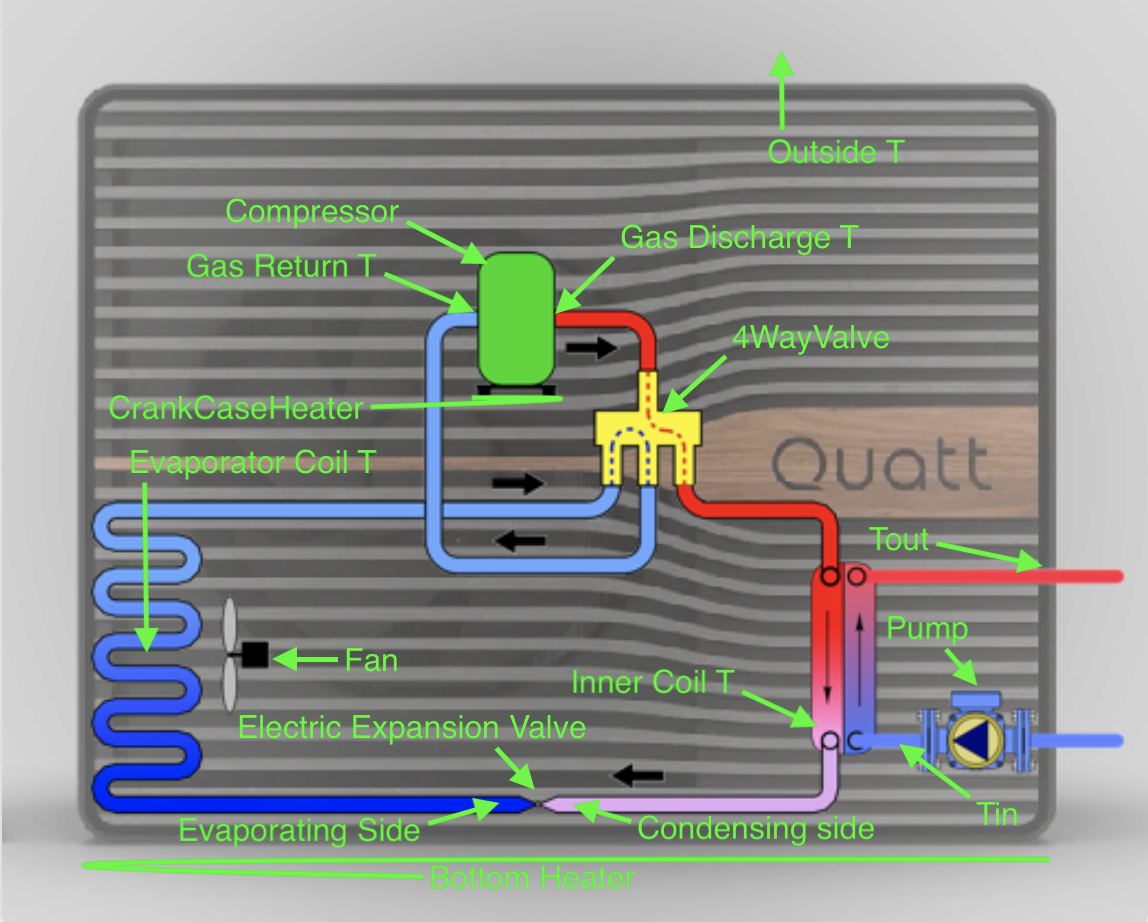 Outside T
Compressor
Gas Discharge T
Gas Return T
4WayValve
CrankCaseHeater
Evaporator Coil T
Quatt
Tout
Pump
Fan
Inner Coil T
Electric Expansion Valve
Tin
Evaporating Side
Condensing side
Bottom Heater